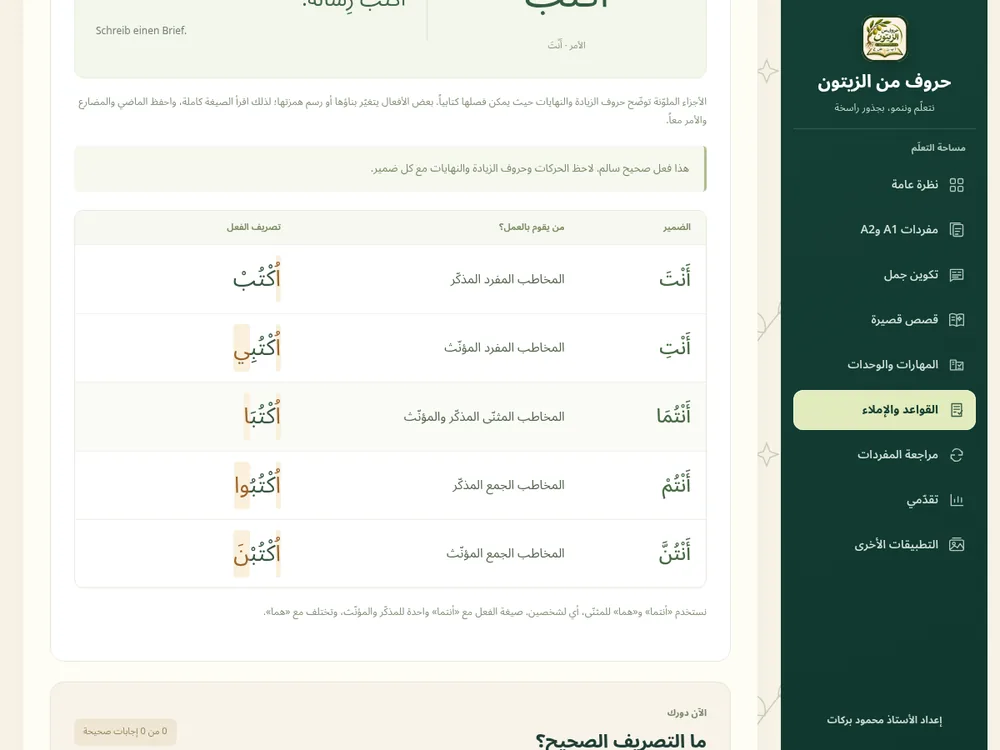 حروف من الزيتون
نتعلّم وننمو، بجذور راسخة
مساحة التعلّم
نظرة عامة
مفردات A1 وA2
تكوين جمل
قصص قصيرة
المهارات والوحدات
القواعد والإملاء
مراجعة المفردات
تقدّمي
التطبيقات الأخرى
إعداد الأستاذ محمود بركات
Schreib einen Brief.
الأمر · أَنْتَ
الأجزاء الملوّنة توضّح حروف الزيادة والنهايات حيث يمكن فصلها كتابياً. بعض الأفعال يتغيّر بناؤها أو رسم همزتها؛ لذلك اقرأ الصيغة كاملة، واحفظ الماضي والمضارع
والأمر معاً.
هذا فعل صحيح سالم. لاحظ الحركات وحروف الزيادة والنهايات مع كل ضمير.
الضمير من يقوم بالعمل؟ تصريف الفعل
أَنْتَ المخاطب المفرد المذكّر اُكْتُبْ
أَنْتِ المخاطب المفرد المؤنّث اُكْتُبِي
أَنْتُمَا المخاطب المثنّى المذكّر والمؤنّث اُكْتُبَا
أَنْتُمْ المخاطب الجمع المذكّر اُكْتُبُوا
أَنْتُنَّ المخاطب الجمع المؤنّث اُكْتُبْنَ
نستخدم «أنتما» و«هما» للمثنّى، أي لشخصين. صيغة الفعل مع «أنتما» واحدة للمذكّر والمؤنّث، وتختلف مع «هما».
الآن دورك
ما التصريف الصحيح؟
0 من 0 إجابات صحيحة